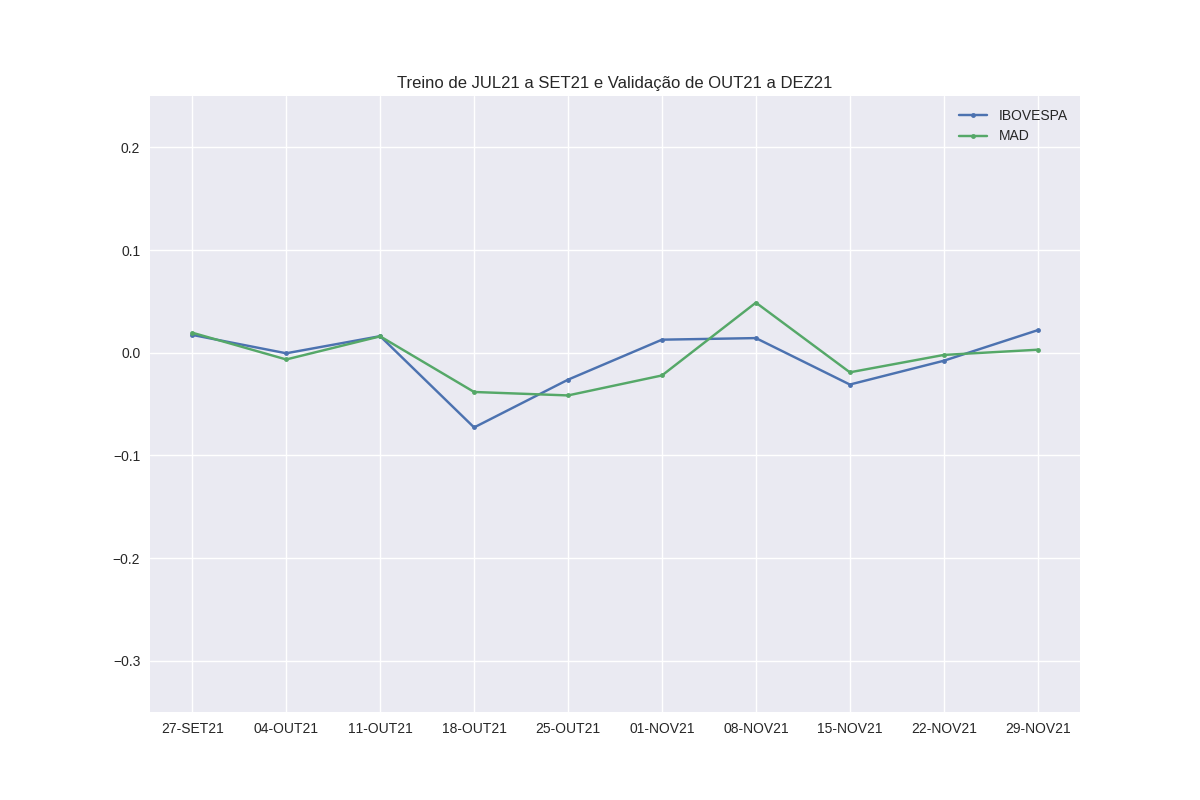 Treino de JUL21 a SET21 e Validação de OUT21 a DEZ21
IBOVESPA
MAD
0.2
0.1
0.0
−0.1
−0.2
−0.3
27-SET21 04-OUT21 11-OUT21 18-OUT21 25-OUT21 01-NOV21 08-NOV21 15-NOV21 22-NOV21 29-NOV21